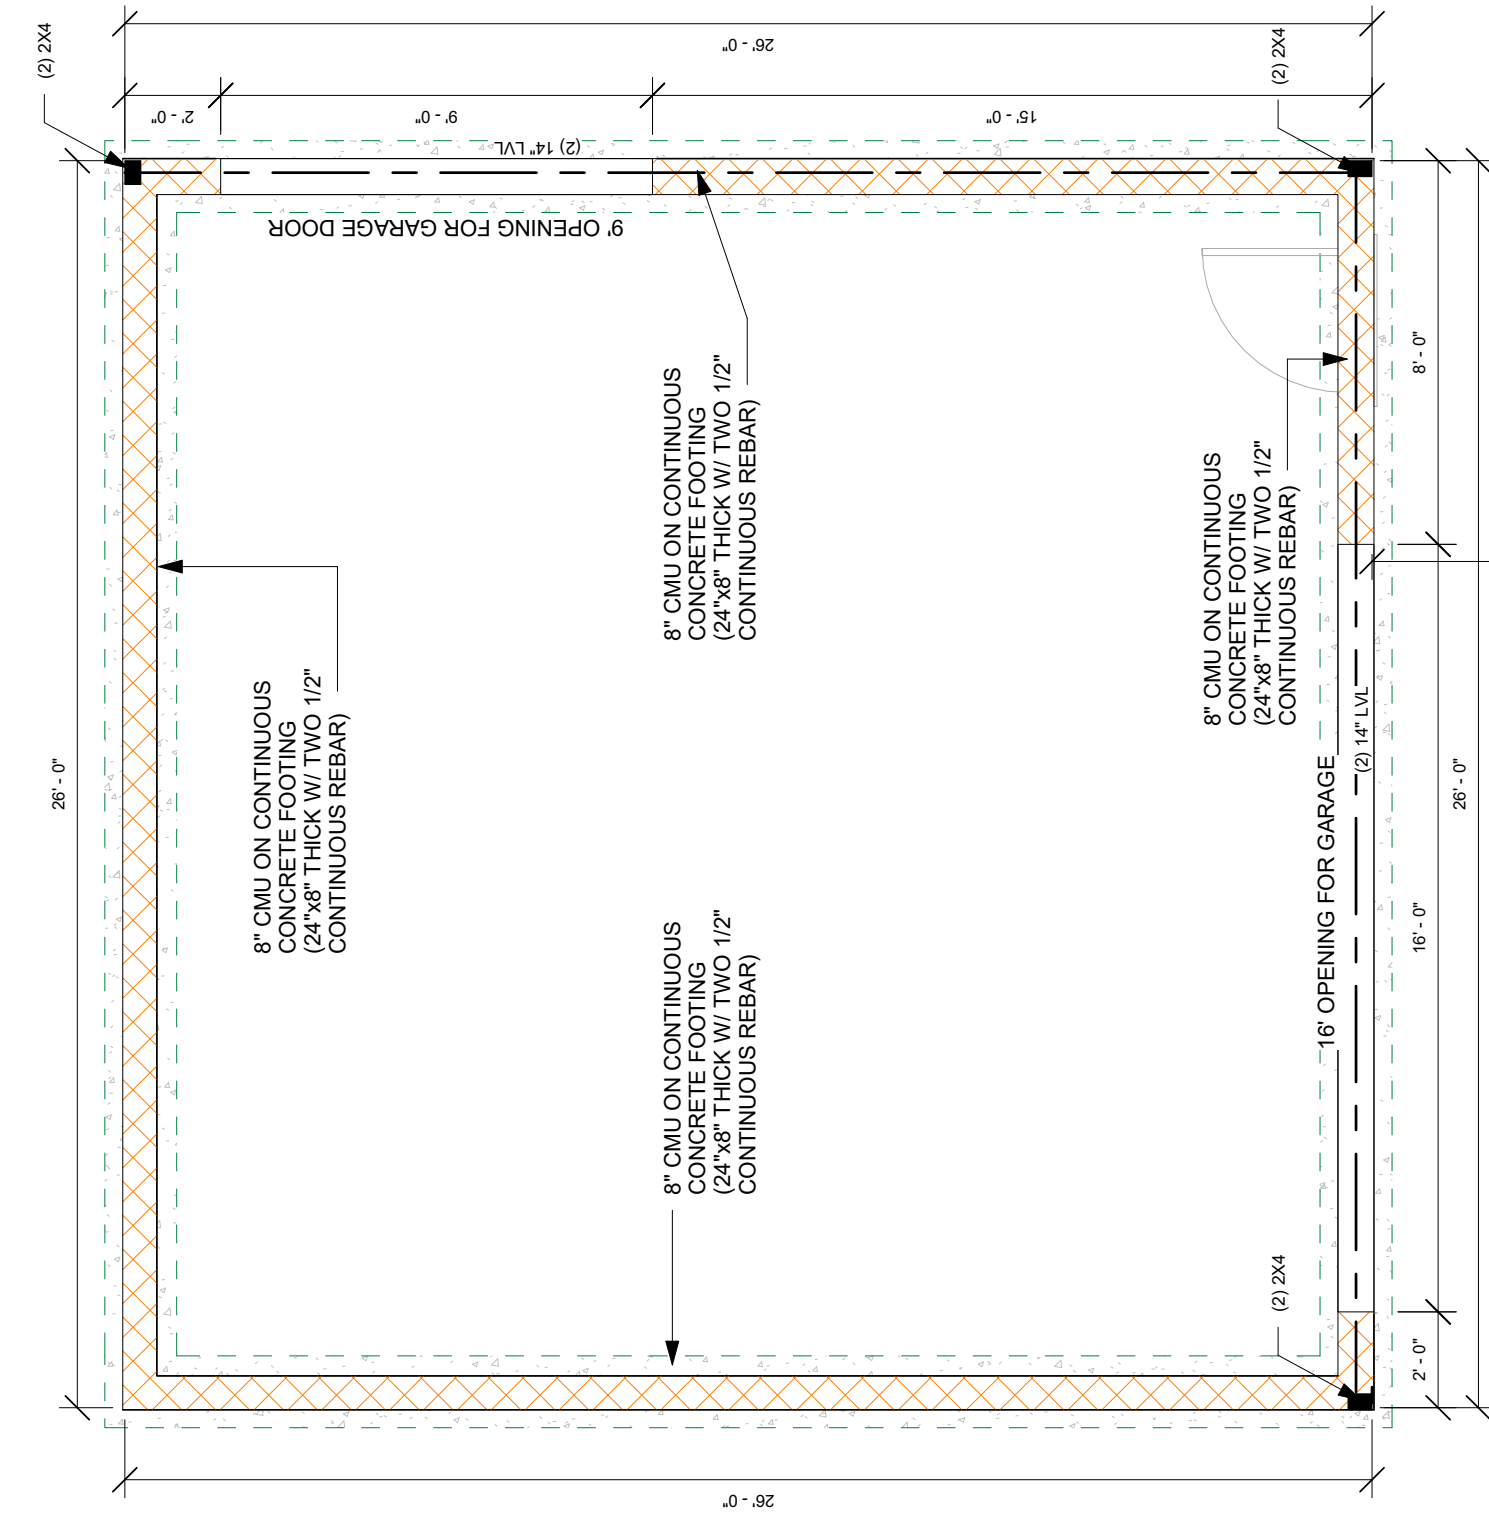 (2) 2X4
26' - 0"
2' - 0"
9' - 0"
15' - 0"
(2) 2X4
(2) 14" LVL
9' OPENING FOR GARAGE DOOR
26' - 0"
8" CMU ON CONTINUOUS
CONCRETE FOOTING
(24"x8" THICK W/ TWO 1/2"
CONTINUOUS REBAR)
8" CMU ON CONTINUOUS
CONCRETE FOOTING
(24"x8" THICK W/ TWO 1/2"
CONTINUOUS REBAR)
8" CMU ON CONTINUOUS
CONCRETE FOOTING
(24"x8" THICK W/ TWO 1/2"
CONTINUOUS REBAR)
8" CMU ON CONTINUOUS
CONCRETE FOOTING
(24"x8" THICK W/ TWO 1/2"
CONTINUOUS REBAR)
16' OPENING FOR GARAGE
(2) 14" LVL
8' - 0"
16' - 0"
2' - 0"
26' - 0"
(2) 2X4
26' - 0"